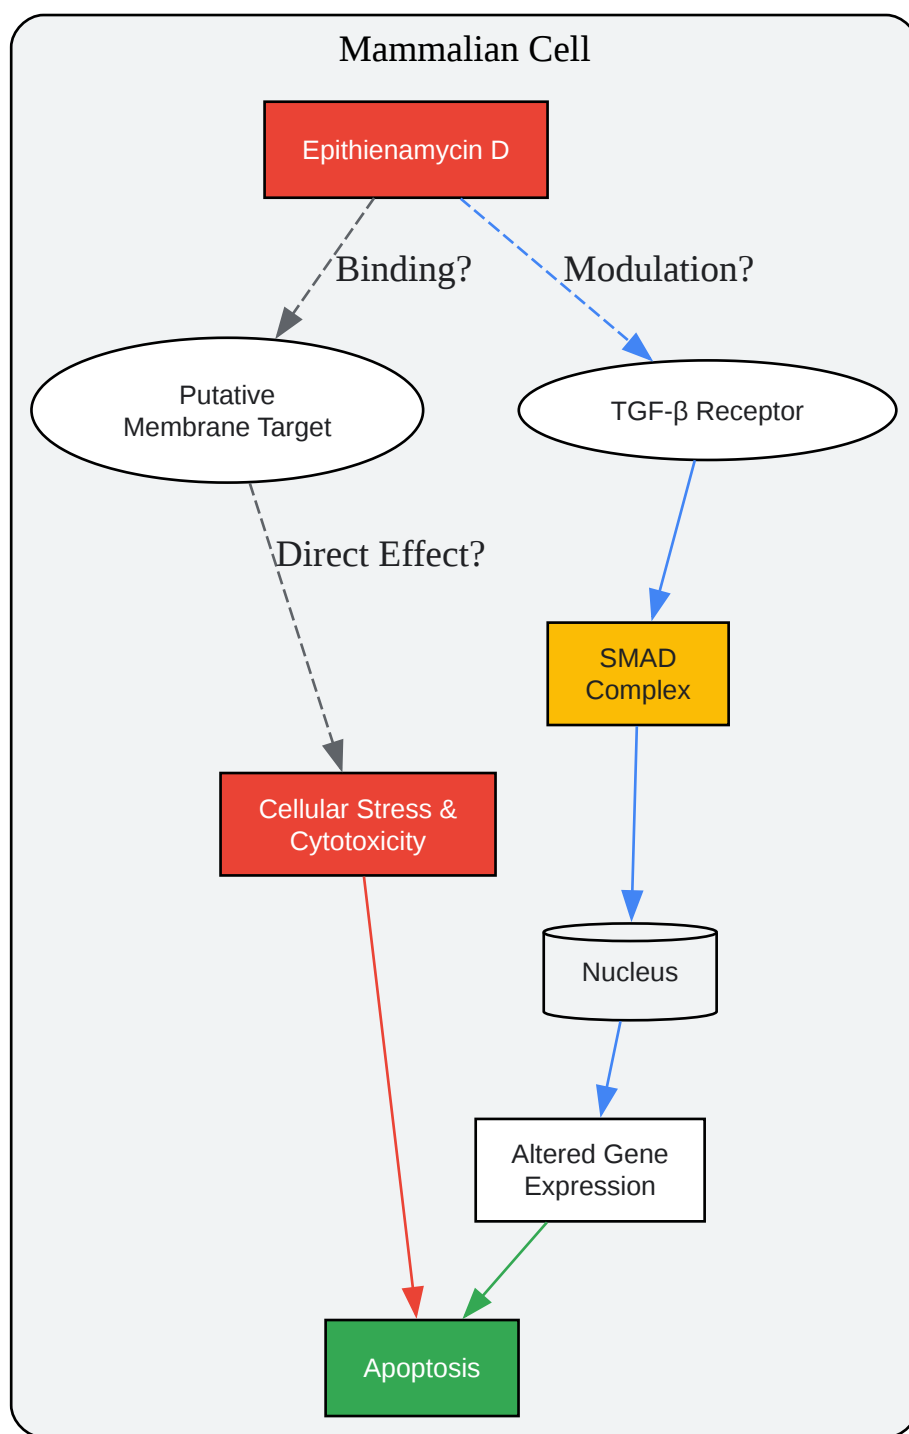 Mammalian Cell
Epithienamycin D
Binding?
Modulation?
Putative
Membrane Target
TGF-β Receptor
Direct Effect?
SMAD
Complex
Cellular Stress &
Cytotoxicity
Nucleus
Altered Gene
Expression
Apoptosis